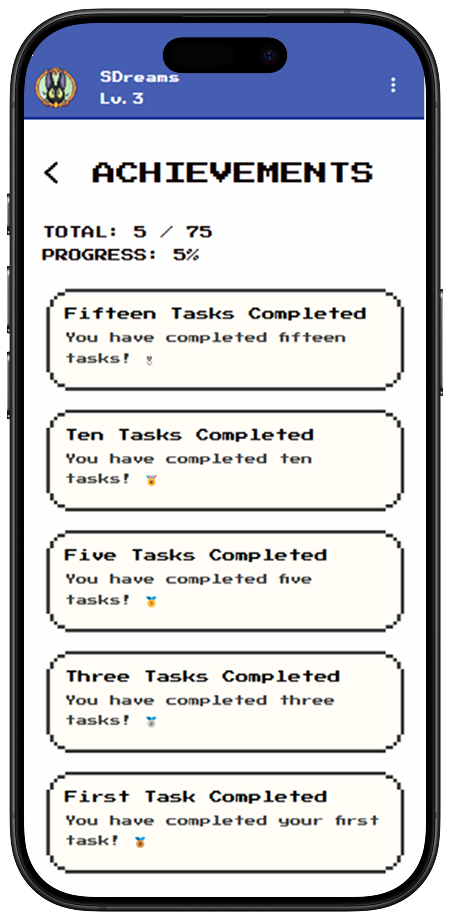 SDreams
Lv. 3
ACHIEVEMENTS
TOTAL: 5 / 75
PROGRESS: 5%
Fifteen Tasks Completed
You have completed fifteen
tasks! 🎖
Ten Tasks Completed
You have completed ten
tasks! 🏅
Five Tasks Completed
You have completed five
tasks! 🥇
Three Tasks Completed
You have completed three
tasks! 🥈
First Task Completed
You have completed your first
task! 🥉